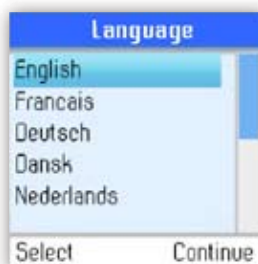 Language
English
Francais
Deutsch
Dansk
Nederlands
Select Continue